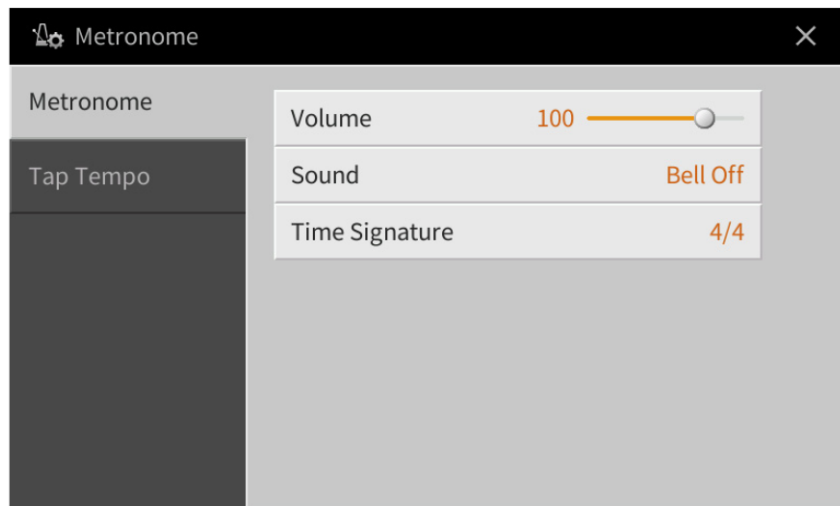 Metronome
Metronome
Tap Tempo
Volume 100
Sound Bell Off
Time Signature 4/4